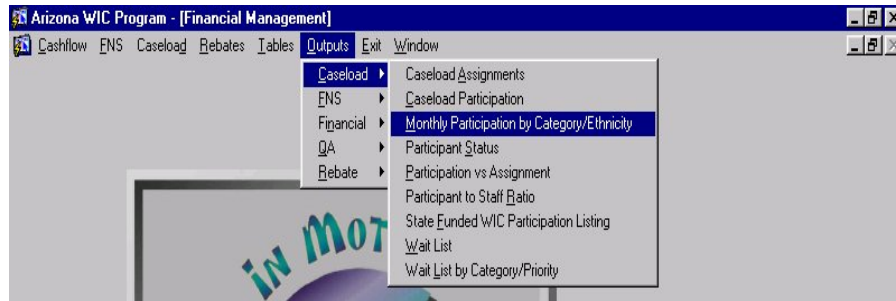 Arizona WIC Program - [Financial Management]
Cashflow FNS Caseload Rebates Tables Outputs Exit Window
Caseload
FNS
Financial
QA
Rebate
Caseload Assignments
Caseload Participation
Monthly Participation by Category/Ethnicity
Participant Status
Participation vs Assignment
Participant to Staff Ratio
State Funded WIC Participation Listing
Wait List
Wait List by Category/Priority
IN MOT